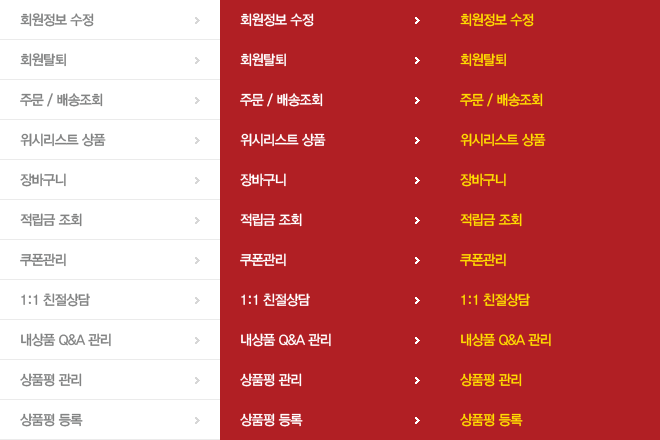 회원정보 수정 회원정보 수정 회원정보 수정
회원탈퇴 회원탈퇴 회원탈퇴
주문 / 배송조회 주문 / 배송조회 주문 / 배송조회
위시리스트 상품 위시리스트 상품 위시리스트 상품
장바구니 장바구니 장바구니
적립금 조회 적립금 조회 적립금 조회
쿠폰관리 쿠폰관리 쿠폰관리
1:1 친절상담 1:1 친절상담 1:1 친절상담
내상품 Q&A 관리 내상품 Q&A 관리 내상품 Q&A 관리
상품평 관리 상품평 관리 상품평 관리
상품평 등록 상품평 등록 상품평 등록